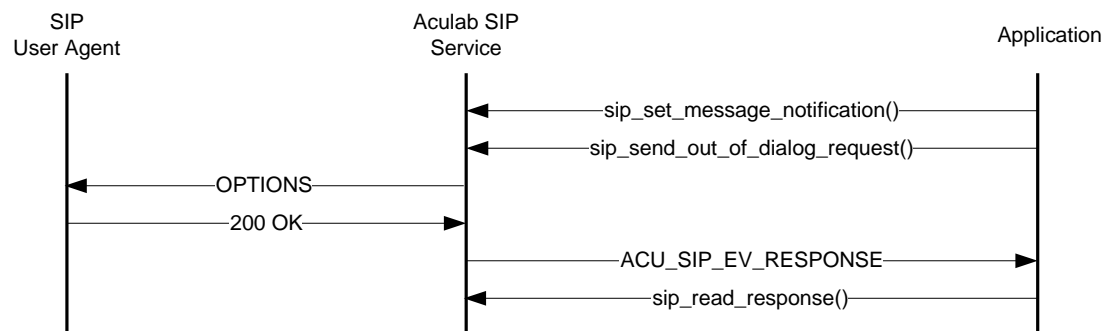 SIP
User Agent
Aculab SIP
Service
Application
sip_set_message_notification()
sip_send_out_of_dialog_request()
OPTIONS
200 OK
ACU_SIP_EV_RESPONSE
sip_read_response()